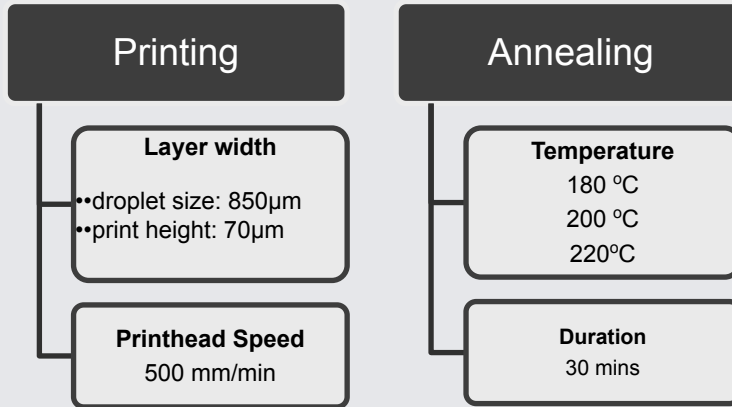 Printing
Layer width
••droplet size: 850µm
••print height: 70µm
Printhead Speed
500 mm/min
Annealing
Temperature
180 ºC
200 ºC
220ºC
Duration
30 mins